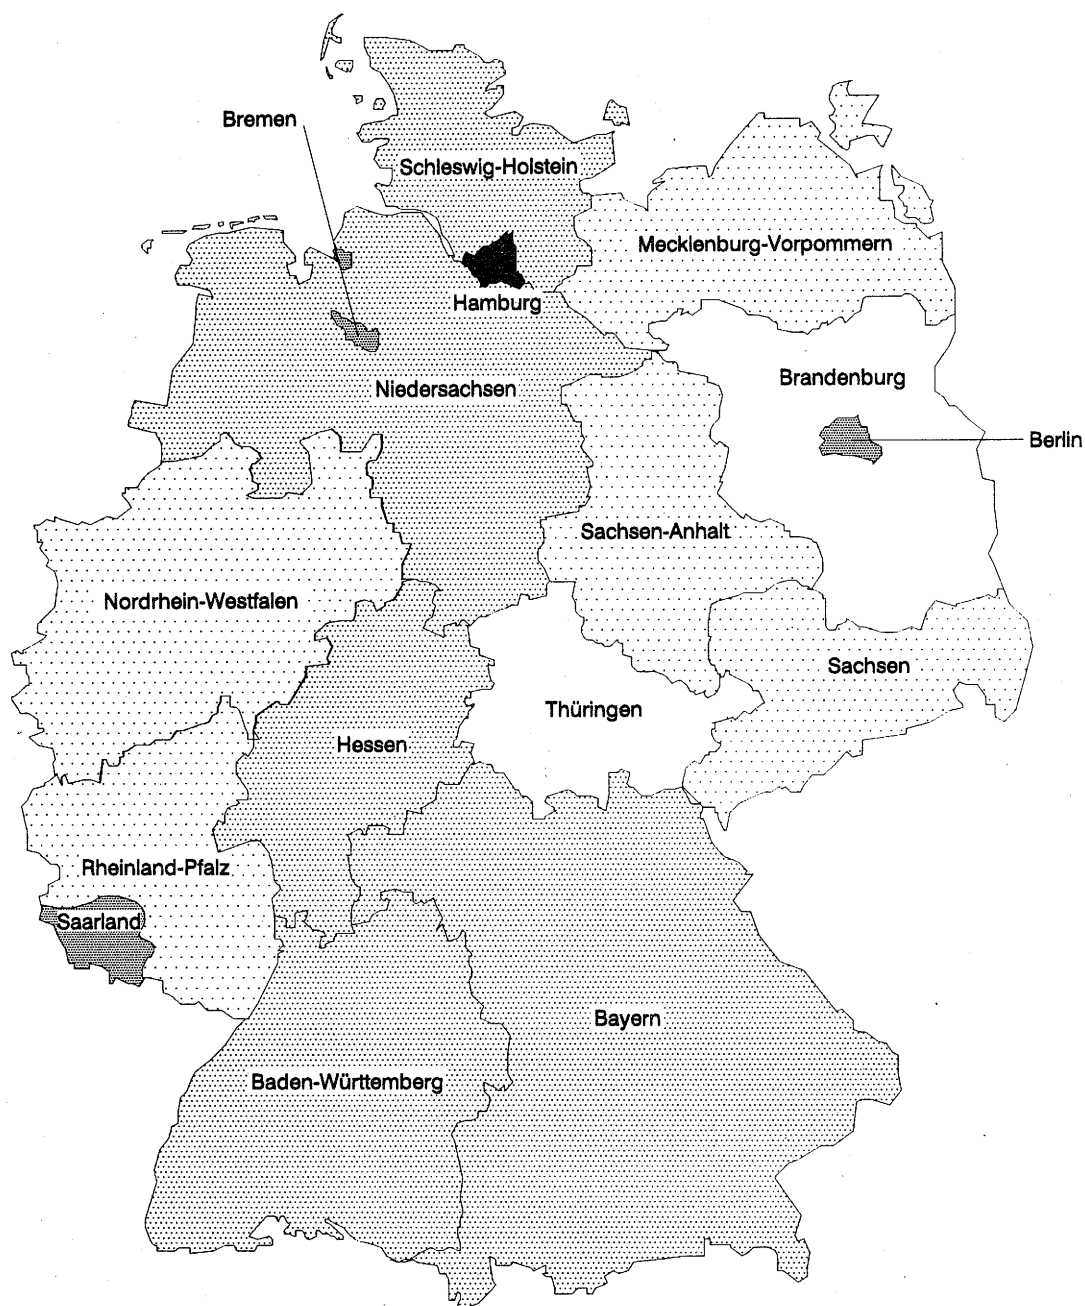 Bremen
Schleswig-Holstein
Mecklenburg-Vorpommern
Hamburg
Brandenburg
Niedersachsen
Berlin
Sachsen-Anhalt
Nordrhein-Westfalen
Sachsen
Thüringen
Hessen
Rheinland-Pfalz
Saarland
Bayern
Baden-Württemberg